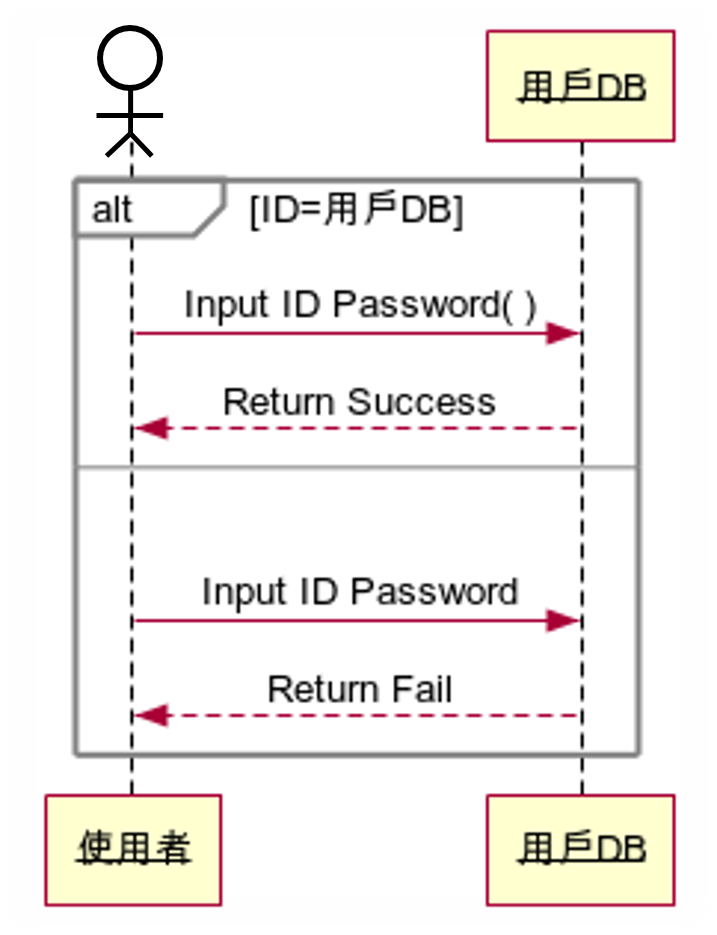 用戶DB
alt [ID=用戶DB]
Input ID Password( )
Return Success
Input ID Password
Return Fail
使用者 用戶DB